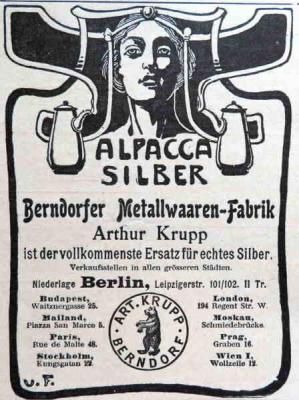 ALPACCA
SILBER
Berndorfer Metallwaaren-Fabrik
Arthur Krupp
ist der vollkommenste Ersatz für echtes Silber.
Verkaufsstellen in allen grösseren Städten.
Niederlage Berlin, Leipzigerstr. 101/102. II Tr.
Budapest,
Waitznergasse 25.
Mailand,
Piazza San Marco 5.
Paris,
Rue de Malte 48.
Stockholm,
Kungsgatan 22.
ART. KRUPP
BERNDORF
London,
194 Regent Str. W.
Moskau,
Schmiedebrücke.
Prag,
Graben 16.
Wien I,
Wollzeile 12.
v. F.